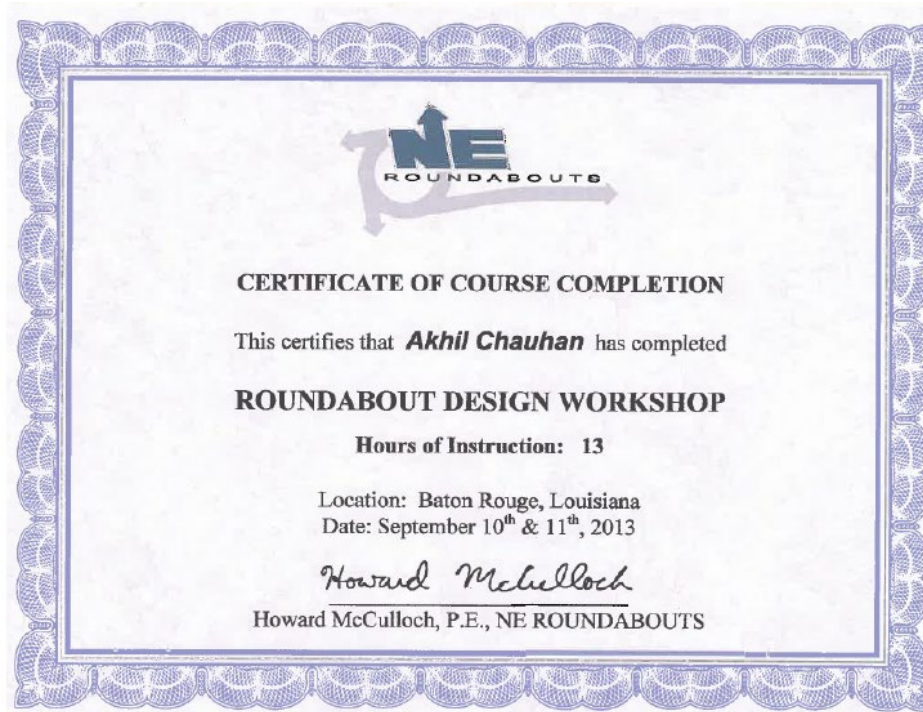 NE
ROUNDABOUTS
CERTIFICATE OF COURSE COMPLETION
This certifies that Akhil Chauhan has completed
ROUNDABOUT DESIGN WORKSHOP
Hours of Instruction: 13
Location: Baton Rouge, Louisiana
Date: September 10th & 11th, 2013
Howard McCulloch
Howard McCulloch, P.E., NE ROUNDABOUTS